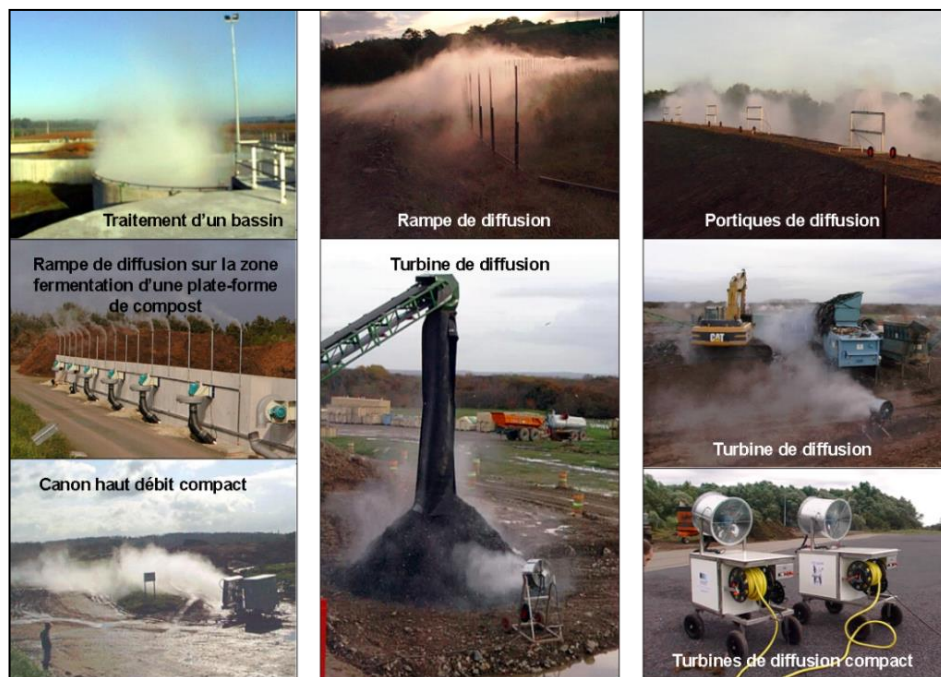 Traitement d'un bassin
Rampe de diffusion
Portiques de diffusion
Rampe de diffusion sur la zone
fermentation d'une plate-forme
de compost
Turbine de diffusion
CAT
Turbine de diffusion
Canon haut débit compact
Turbines de diffusion compact